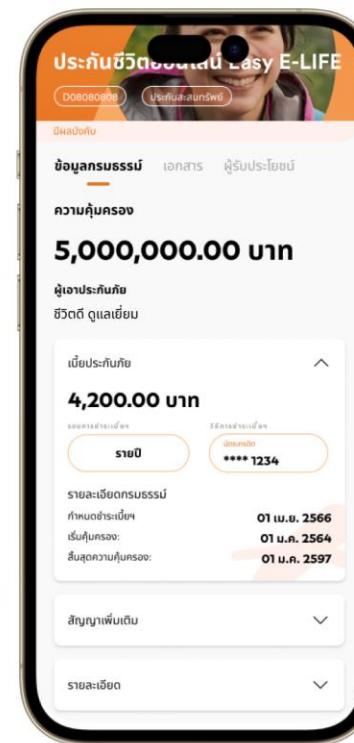 ประกันชีวิตออนไลน์ Easy E-LIFE
D08080808
ประกันสะสมทรัพย์
มีผลบังคับ
ข้อมูลกรมธรรม์ เอกสาร ผู้รับประโยชน์
ความคุ้มครอง
5,000,000.00 บาท
ผู้เอาประกันภัย
ชีวิตดี ดูแลเยี่ยม
เบี้ยประกันภัย
4,200.00 บาท
รอบการชำระเบี้ยฯ วิธีการชำระเบี้ยฯ
รายปี
บัตรเครดิต
**** 1234
รายละเอียดกรมธรรม์
กำหนดชำระเบี้ยฯ 01 เม.ย. 2566
เริ่มคุ้มครอง: 01 ม.ค. 2564
สิ้นสุดความคุ้มครอง: 01 ม.ค. 2597
สัญญาเพิ่มเติม
รายละเอียด